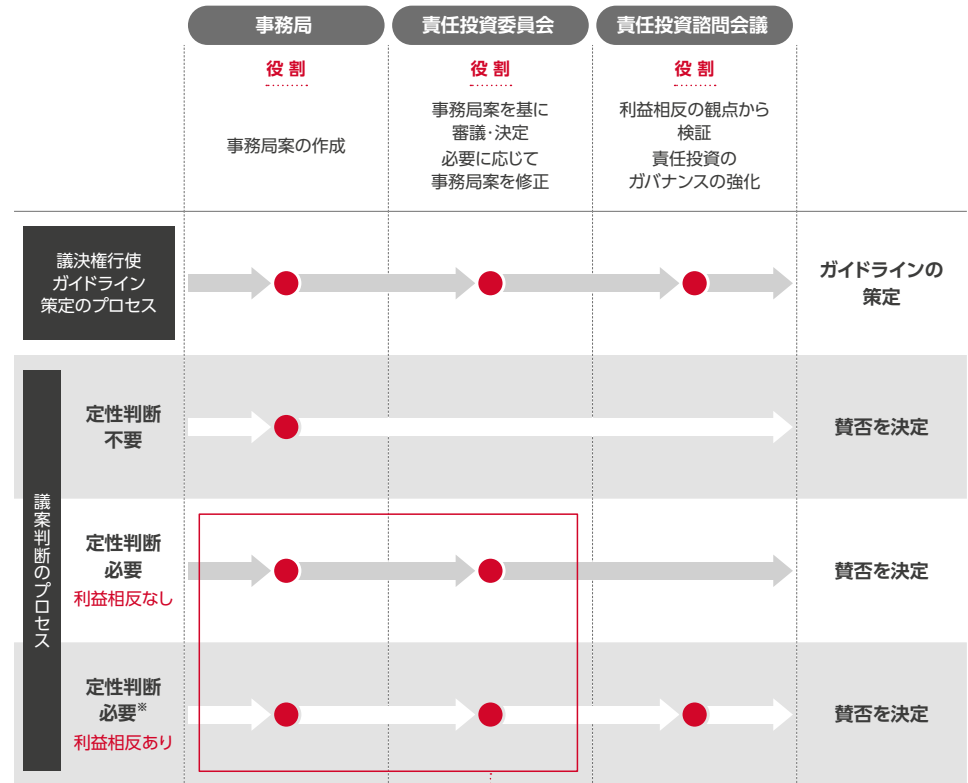 事務局
責任投資委員会
責任投資諮問会議
役割
役割
役割
事務局案の作成
事務局案を基に
審議・決定
必要に応じて
事務局案を修正
利益相反の観点から
検証
責任投資の
ガバナンスの強化
議決権行使
ガイドライン
策定のプロセス
ガイドラインの
策定
議案判断のプロセス
定性判断
不要
賛否を決定
定性判断
必要
利益相反なし
賛否を決定
定性判断
必要※
利益相反あり
賛否を決定